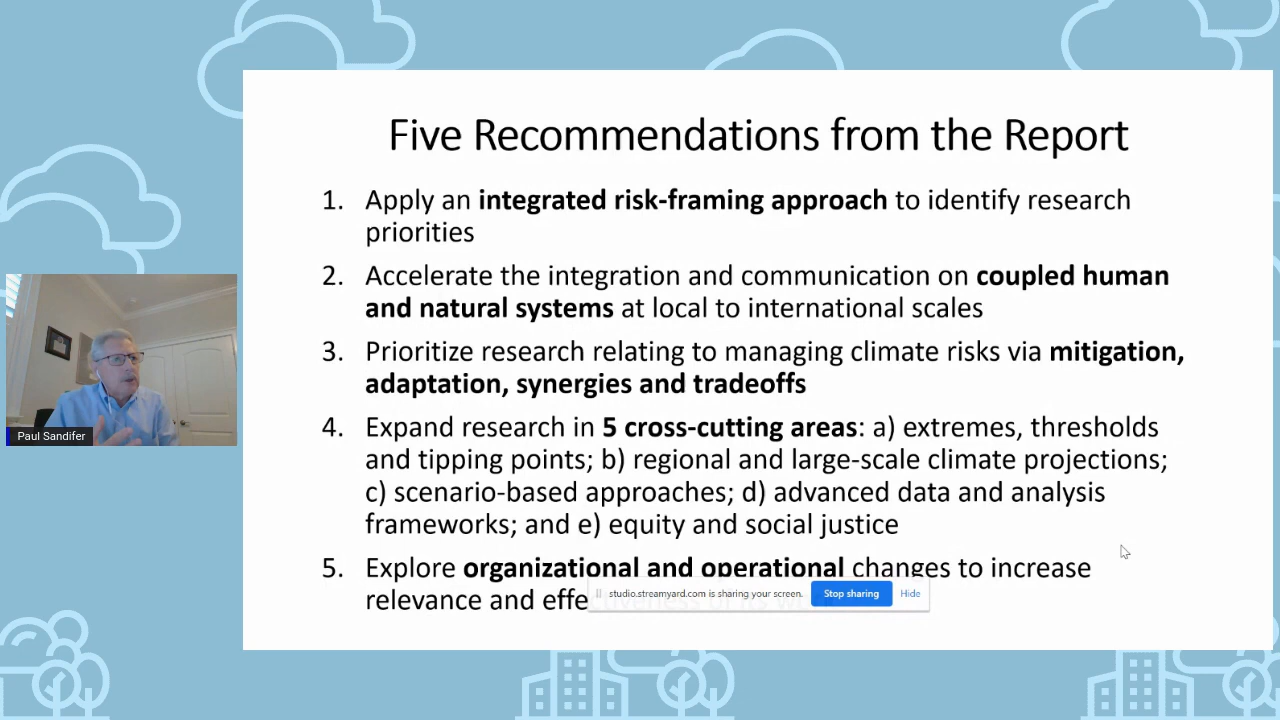 Five Recommendations from the Report
1. Apply an integrated risk-framing approach to identify research
priorities
2. Accelerate the integration and communication on coupled human
and natural systems at local to international scales
3. Prioritize research relating to managing climate risks via mitigation,
adaptation, synergies and tradeoffs
4. Expand research in 5 cross-cutting areas: a) extremes, thresholds
and tipping points; b) regional and large-scale climate projections;
c) scenario-based approaches; d) advanced data and analysis
frameworks; and e) equity and social justice
5. Explore organizational and operational changes to increase
relevance and
studio.streamyard.com is sharing your screen. Stop sharing Hide
Paul Sandifer